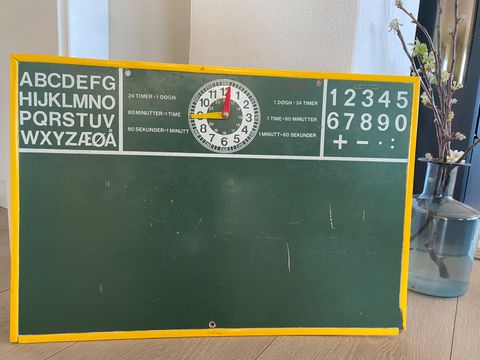 ABCDEFG
HIJKLMNO
PQRSTUV
WXYZÆØÅ
24 TIMER=1 DØGN
60 MINUTTER=1 TIME
60 SEKUNDER=1 MINUTT
12
1 DØGN=24 TIMER
1 TIME=60 MINUTTER
1 MINUTT=60 SEKUNDER
12345
67890
+ − · :